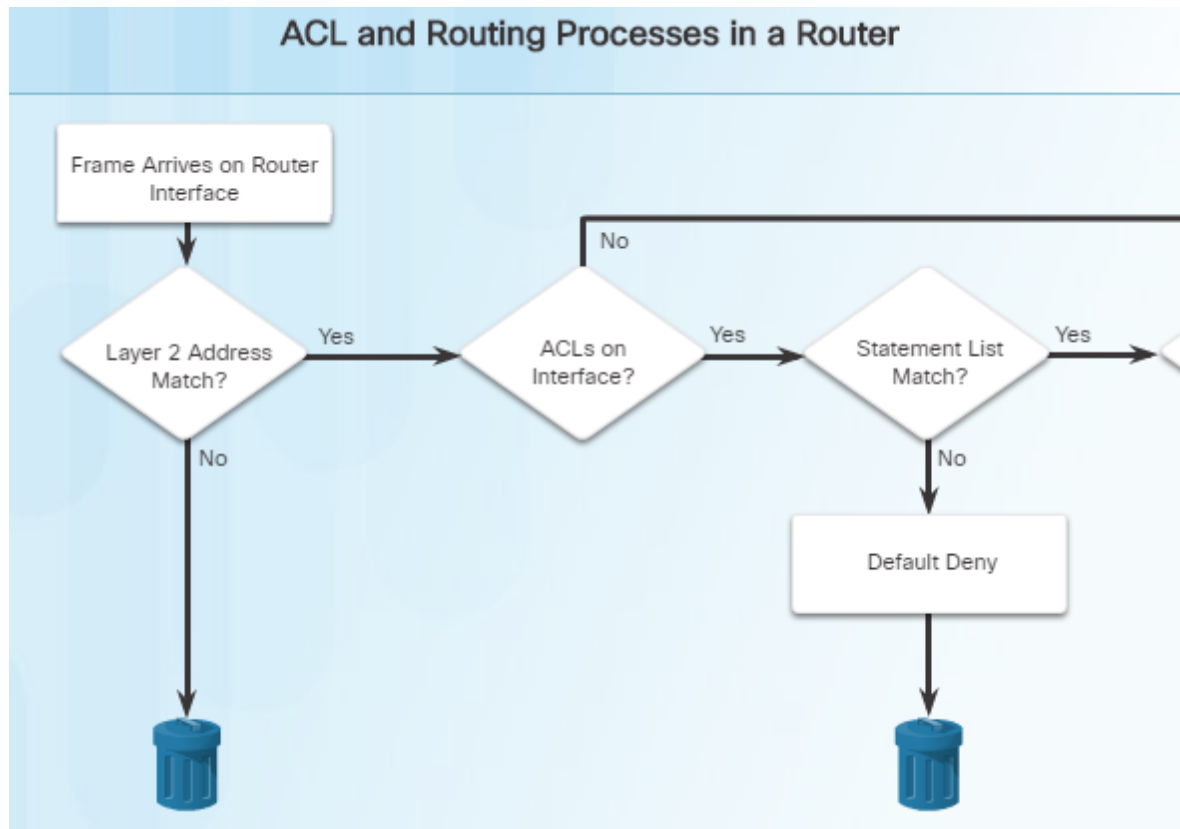 ACL and Routing Processes in a Router
Frame Arrives on Router
Interface
No
Layer 2 Address
Match?
Yes
ACLs on
Interface?
Yes
Statement List
Match?
Yes
No
No
Default Deny